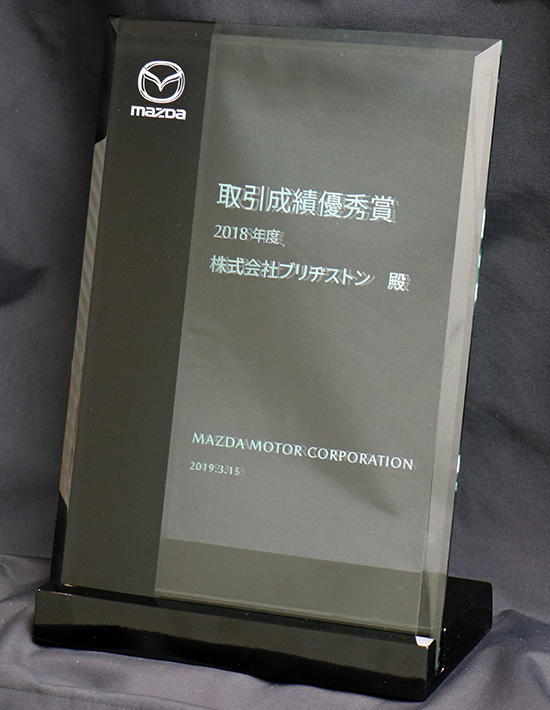 mazda
取引成績優秀賞
2018年度
株式会社ブリヂストン 殿
MAZDA MOTOR CORPORATION
2019.3.15